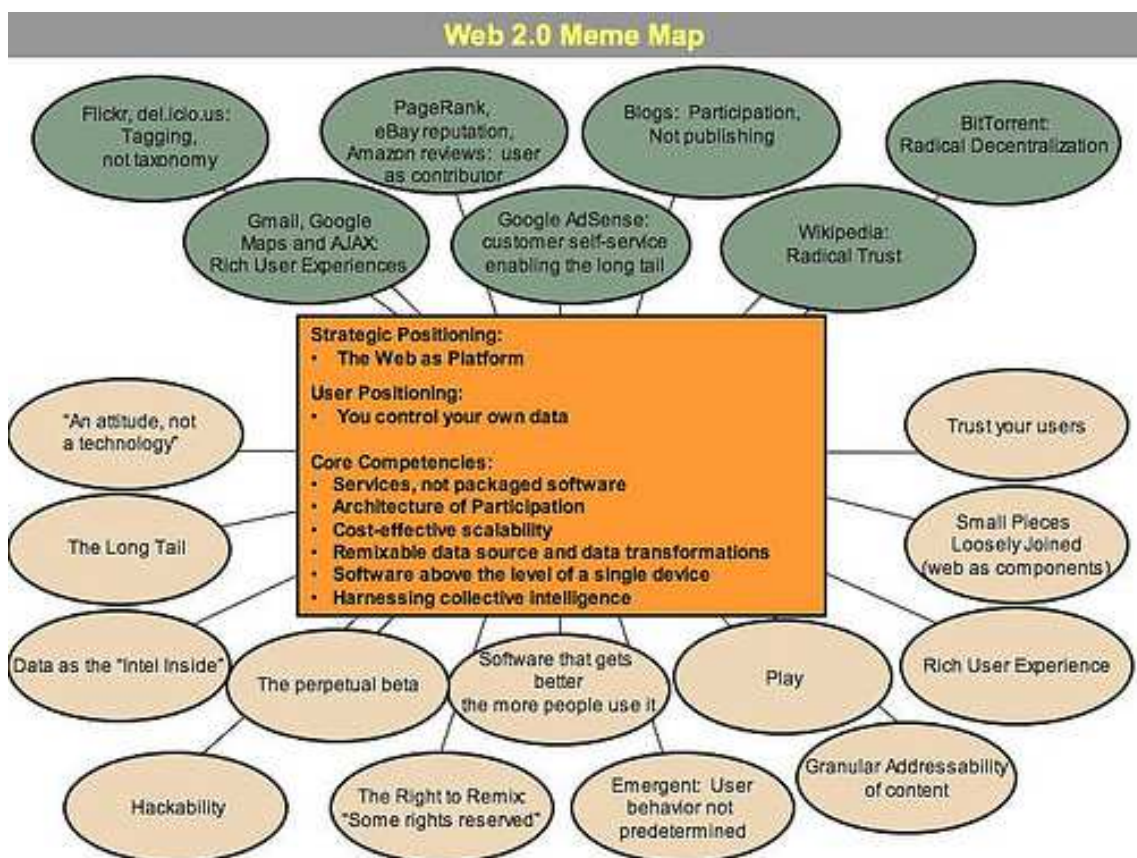 Web 2.0 Meme Map
Flickr, del.icio.us:
Tagging,
not taxonomy
PageRank,
eBay reputation,
Amazon reviews: user
as contributor
Blogs: Participation,
Not publishing
BitTorrent:
Radical Decentralization
Gmail, Google
Maps and AJAX:
Rich User Experiences
Google AdSense:
customer self-service
enabling the long tail
Wikipedia:
Radical Trust
Strategic Positioning:
• The Web as Platform
User Positioning:
• You control your own data
Core Competencies:
• Services, not packaged software
• Architecture of Participation
• Cost-effective scalability
• Remixable data source and data transformations
• Software above the level of a single device
• Harnessing collective intelligence
"An attitude, not
a technology"
Trust your users
The Long Tail
Small Pieces
Loosely Joined
(web as components)
Data as the "Intel Inside"
The perpetual beta
Software that gets
better
the more people use it
Play
Rich User Experience
Hackability
The Right to Remix:
"Some rights reserved"
Emergent: User
behavior not
predetermined
Granular Addressability
of content